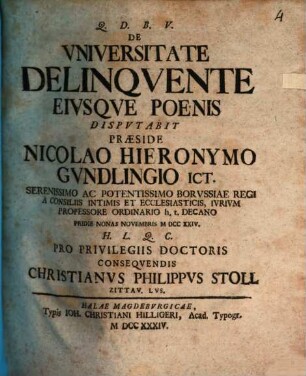 4
Q. D. B. V.
DE
VNIVERSITATE
DELINQVENTE
EIVSQVE POENIS
DISPVTABIT
PRÆSIDE
NICOLAO HIERONYMO
GVNDLINGIO ICT.
SERENISSIMO AC POTENTISSIMO BORVSSIAE REGI
A CONSILIIS INTIMIS ET ECCLESIASTICIS, IVRIVM
PROFESSORE ORDINARIO h. t. DECANO
PRIDIE NONAS NOVEMBRIS M DCC XXIV.
H. L. Q. C.
PRO PRIVILEGIIS DOCTORIS
CONSEQVENDIS
CHRISTIANVS PHILIPPVS STOLL
ZITTAV. LVS.
HALAE MAGDEBVRGICAE,
Typis IOH. CHRISTIANI HILLIGERI, Acad. Typogr.
M DCC XXXIV.